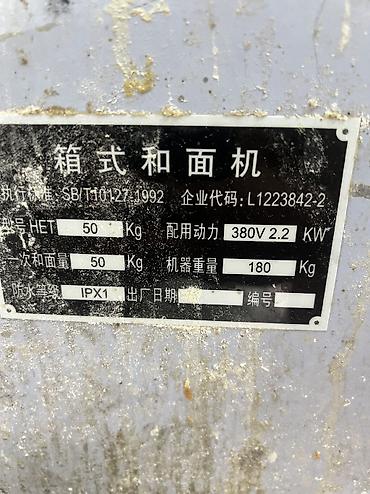 箱式和面机
执行标准:SB/T10127-1992 企业代码:L1223842-2
型号HET 50 Kg 配用动力 380V 2.2 KW
一次和面量 50 Kg 机器重量 180 Kg
防水等级 IPX1 出厂日期 编号